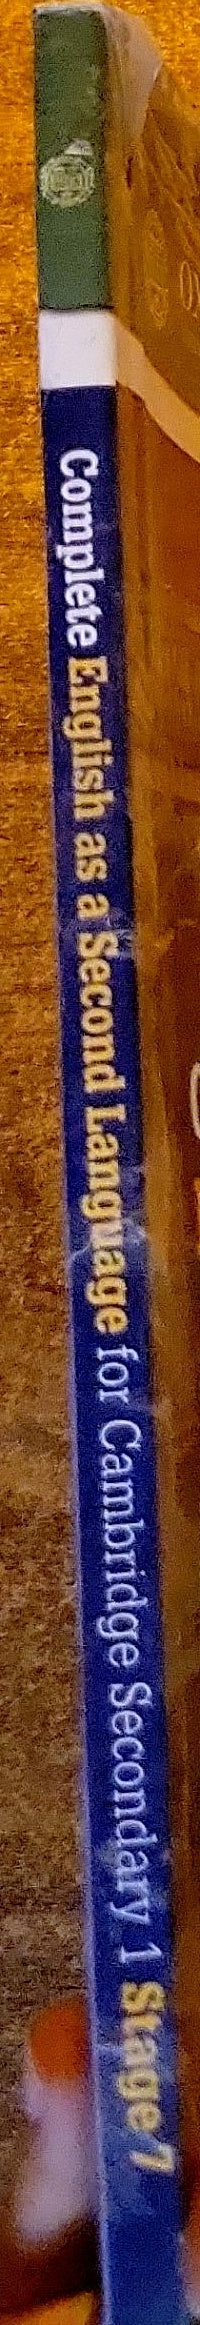 Complete English as a Second Language for Cambridge Secondary 1 Stage 7